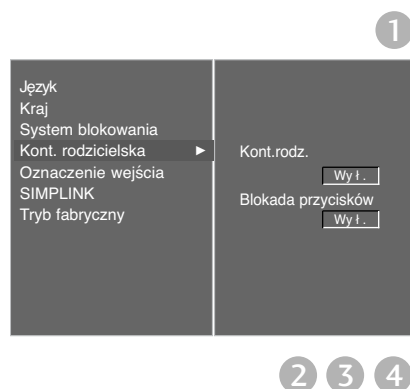 1
Język
Kraj
System blokowania
Kont. rodzicielska ►
Oznaczenie wejścia
SIMPLINK
Tryb fabryczny
Kont.rodz.
Wył.
Blokada przycisków
Wył.
2 3 4